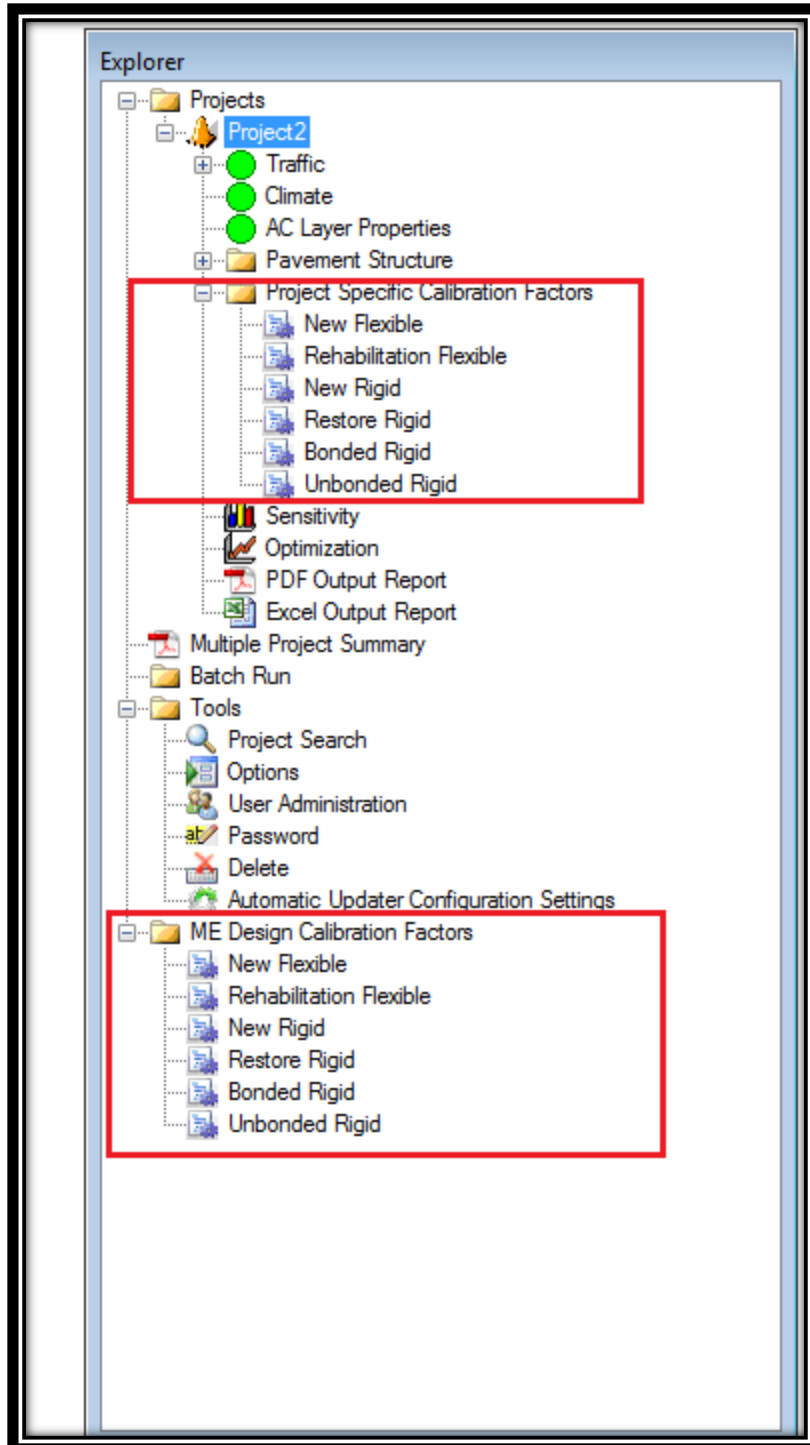 Explorer
Projects
Project2
Traffic
Climate
AC Layer Properties
Pavement Structure
Project Specific Calibration Factors
New Flexible
Rehabilitation Flexible
New Rigid
Restore Rigid
Bonded Rigid
Unbonded Rigid
Sensitivity
Optimization
PDF Output Report
Excel Output Report
Multiple Project Summary
Batch Run
Tools
Project Search
Options
User Administration
Password
Delete
Automatic Updater Configuration Settings
ME Design Calibration Factors
New Flexible
Rehabilitation Flexible
New Rigid
Restore Rigid
Bonded Rigid
Unbonded Rigid